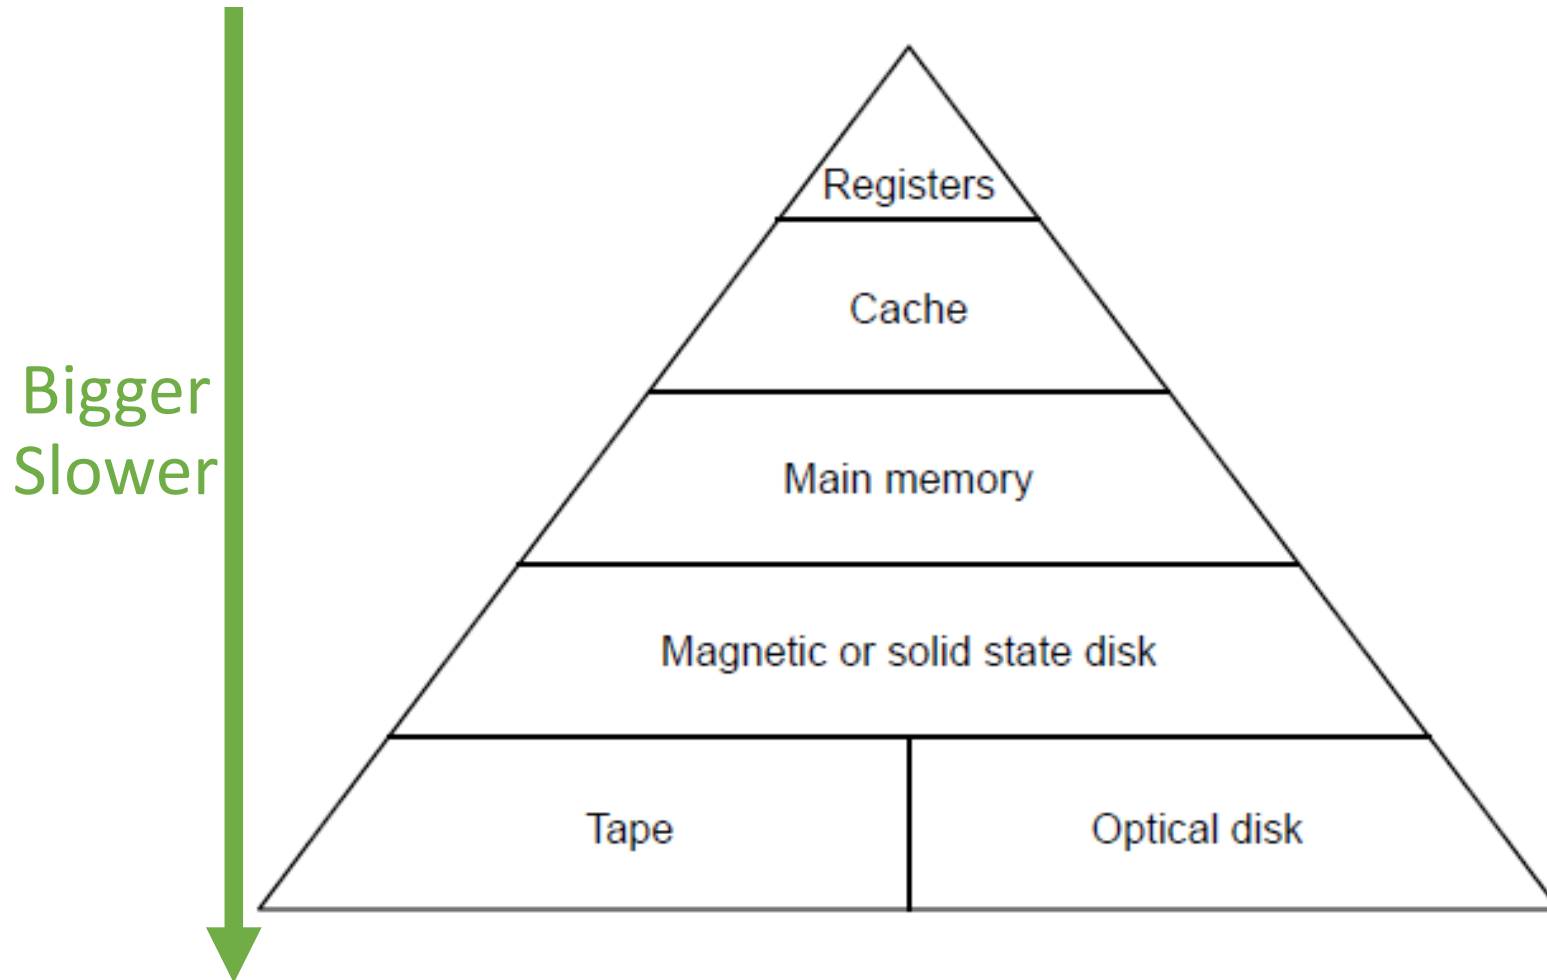 Registers
Cache
Bigger
Slower
Main memory
Magnetic or solid state disk
Tape
Optical disk